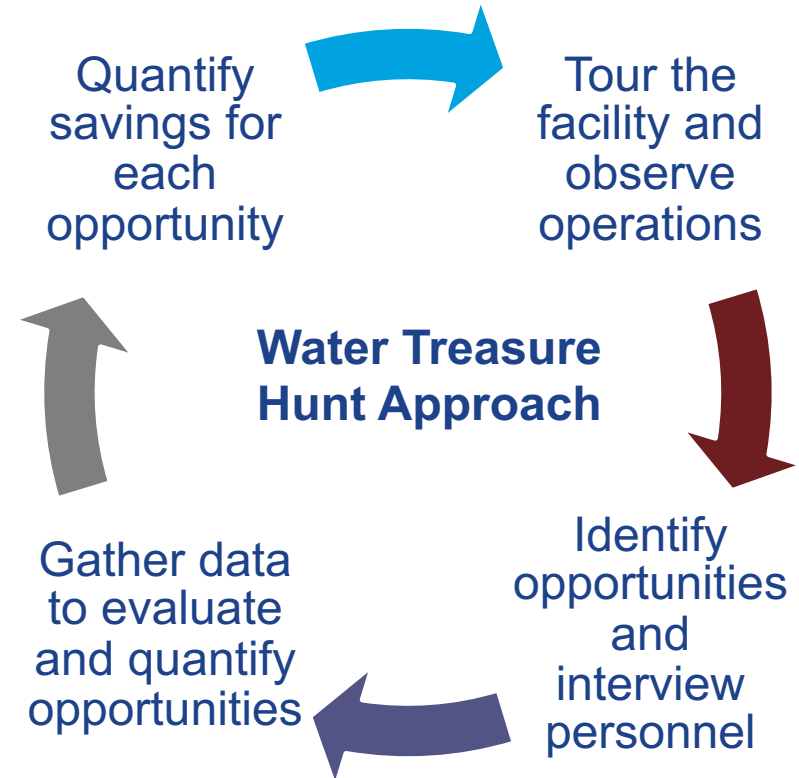 Quantify
savings for
each
opportunity
Tour the
facility and
observe
operations
Water Treasure
Hunt Approach
Identify
opportunities
and
interview
personnel
Gather data
to evaluate
and quantify
opportunities